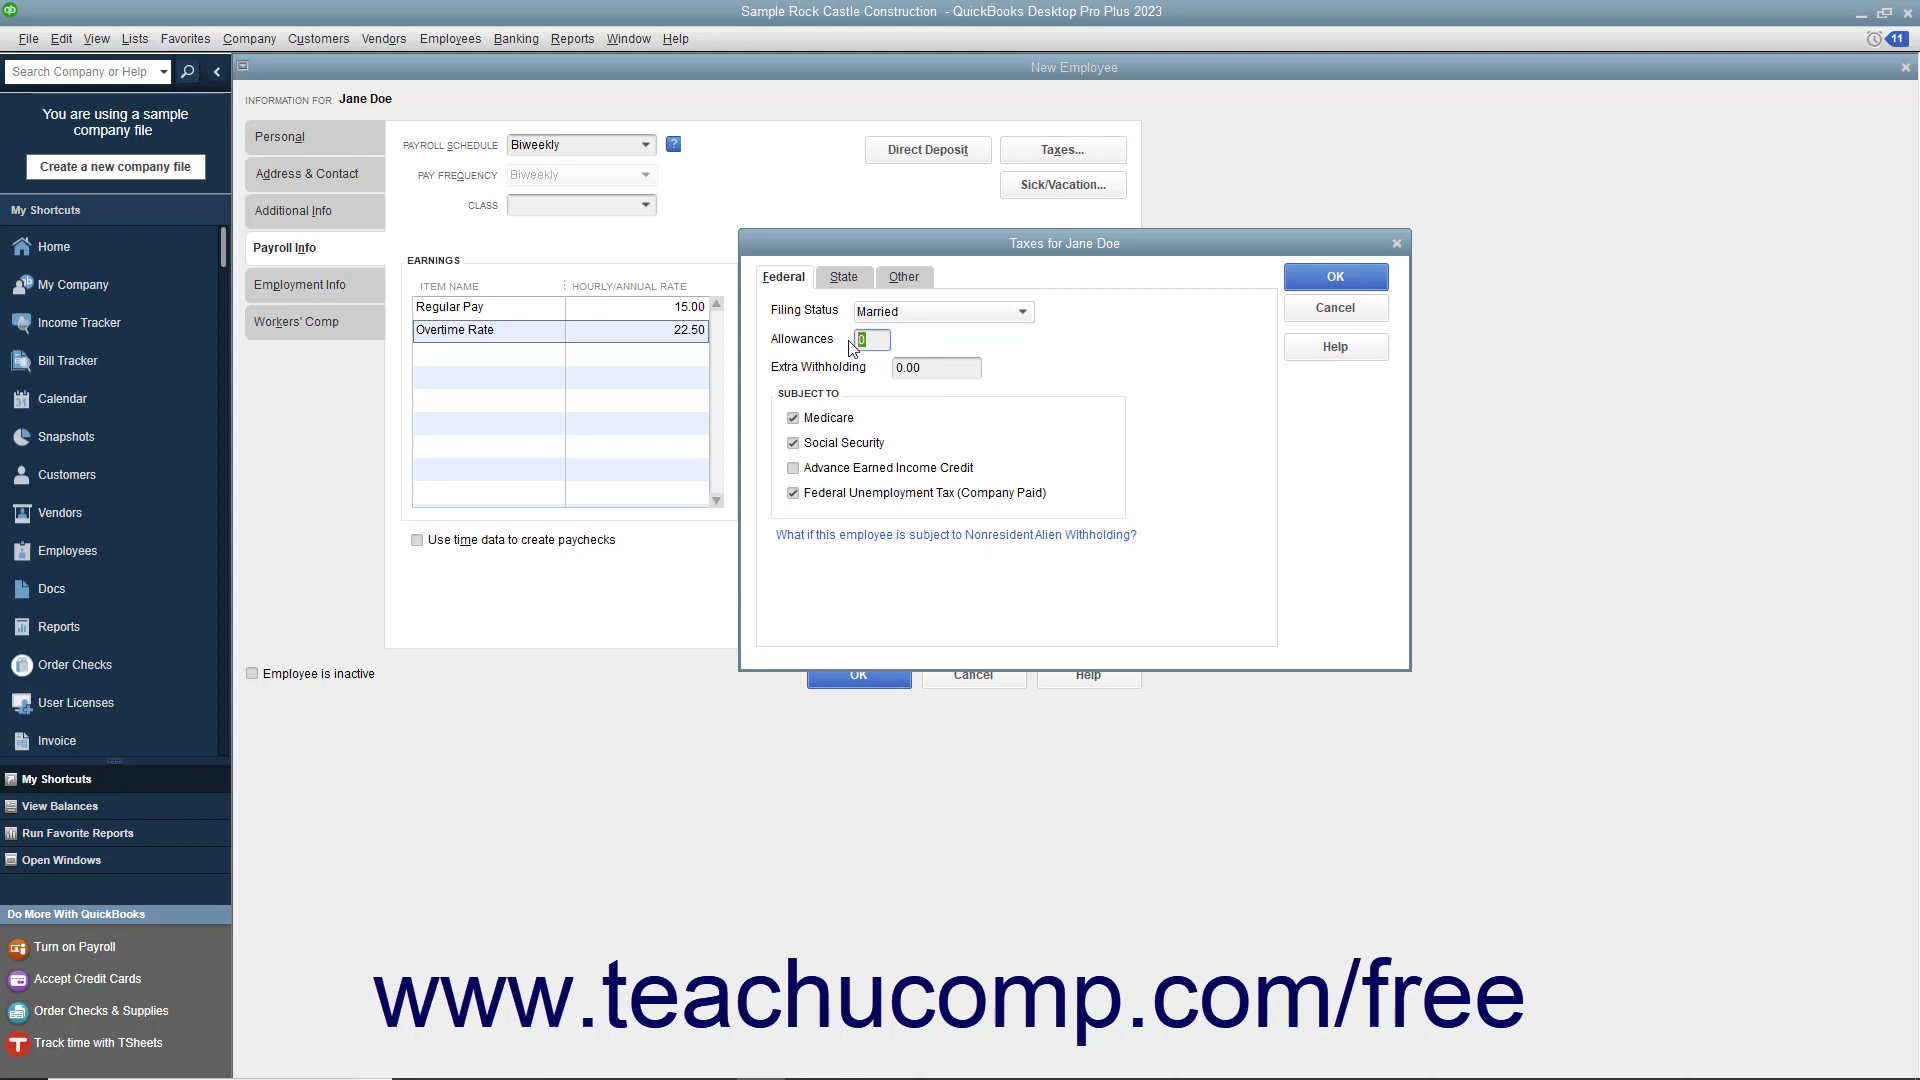 Sample Rock Castle Construction - QuickBooks Desktop Pro Plus 2023
File Edit View Lists Favorites Company Customers Vendors Employees Banking Reports Window Help
11
Search Company or Help
New Employee
You are using a sample
company file
Create a new company file
My Shortcuts
Home
My Company
Income Tracker
Bill Tracker
Calendar
Snapshots
Customers
Vendors
Employees
Docs
Reports
Order Checks
User Licenses
Invoice
My Shortcuts
View Balances
Run Favorite Reports
Open Windows
Do More With QuickBooks
Turn on Payroll
Accept Credit Cards
Order Checks & Supplies
Track time with TSheets
INFORMATION FOR Jane Doe
Personal
Address & Contact
Additional Info
Payroll Info
Employment Info
Workers' Comp
PAYROLL SCHEDULE Biweekly ?
PAY FREQUENCY Biweekly
CLASS
Direct Deposit
Taxes...
Sick/Vacation...
EARNINGS
ITEM NAME HOURLY/ANNUAL RATE
Regular Pay 15.00
Overtime Rate 22.50
Use time data to create paychecks
Employee is inactive
OK Cancel Help
Taxes for Jane Doe
Federal State Other
Filing Status Married
Allowances 0
Extra Withholding 0.00
SUBJECT TO
Medicare
Social Security
Advance Earned Income Credit
Federal Unemployment Tax (Company Paid)
What if this employee is subject to Nonresident Alien Withholding?
OK
Cancel
Help
www.teachucomp.com/free